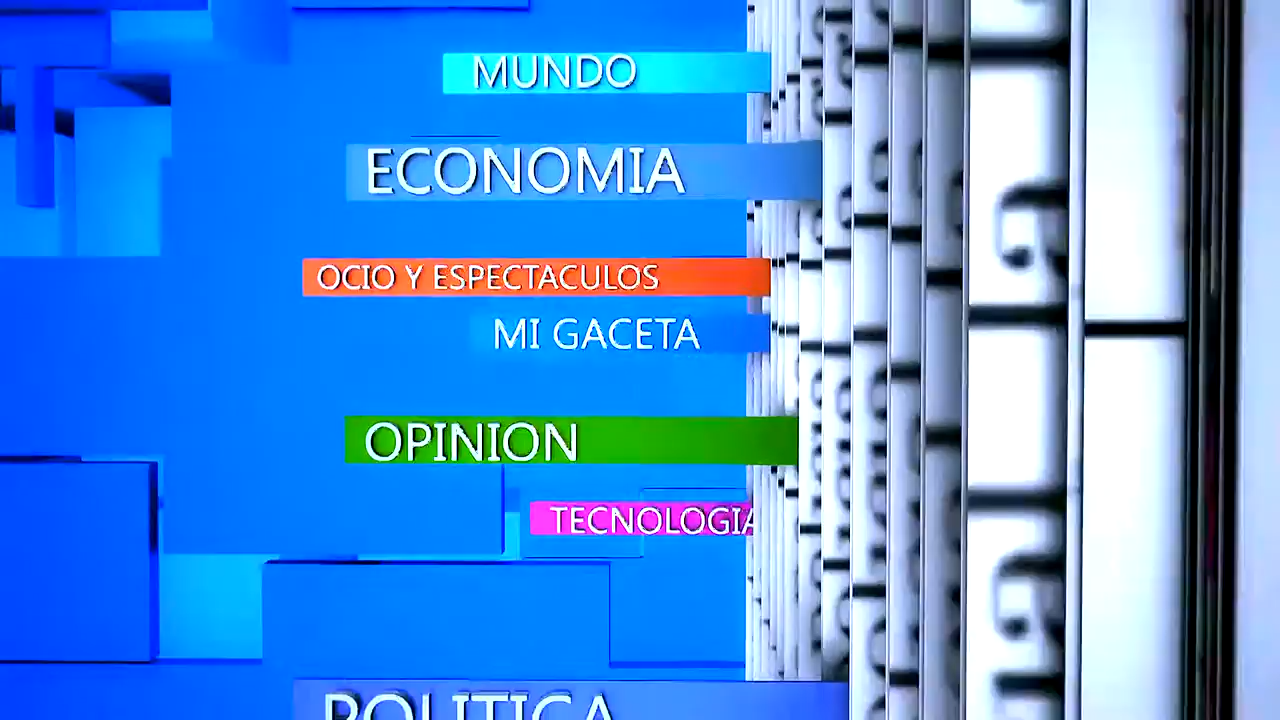 MUNDO
ECONOMIA
OCIO Y ESPECTACULOS
MI GACETA
OPINION
TECNOLOGIA
POLITICA